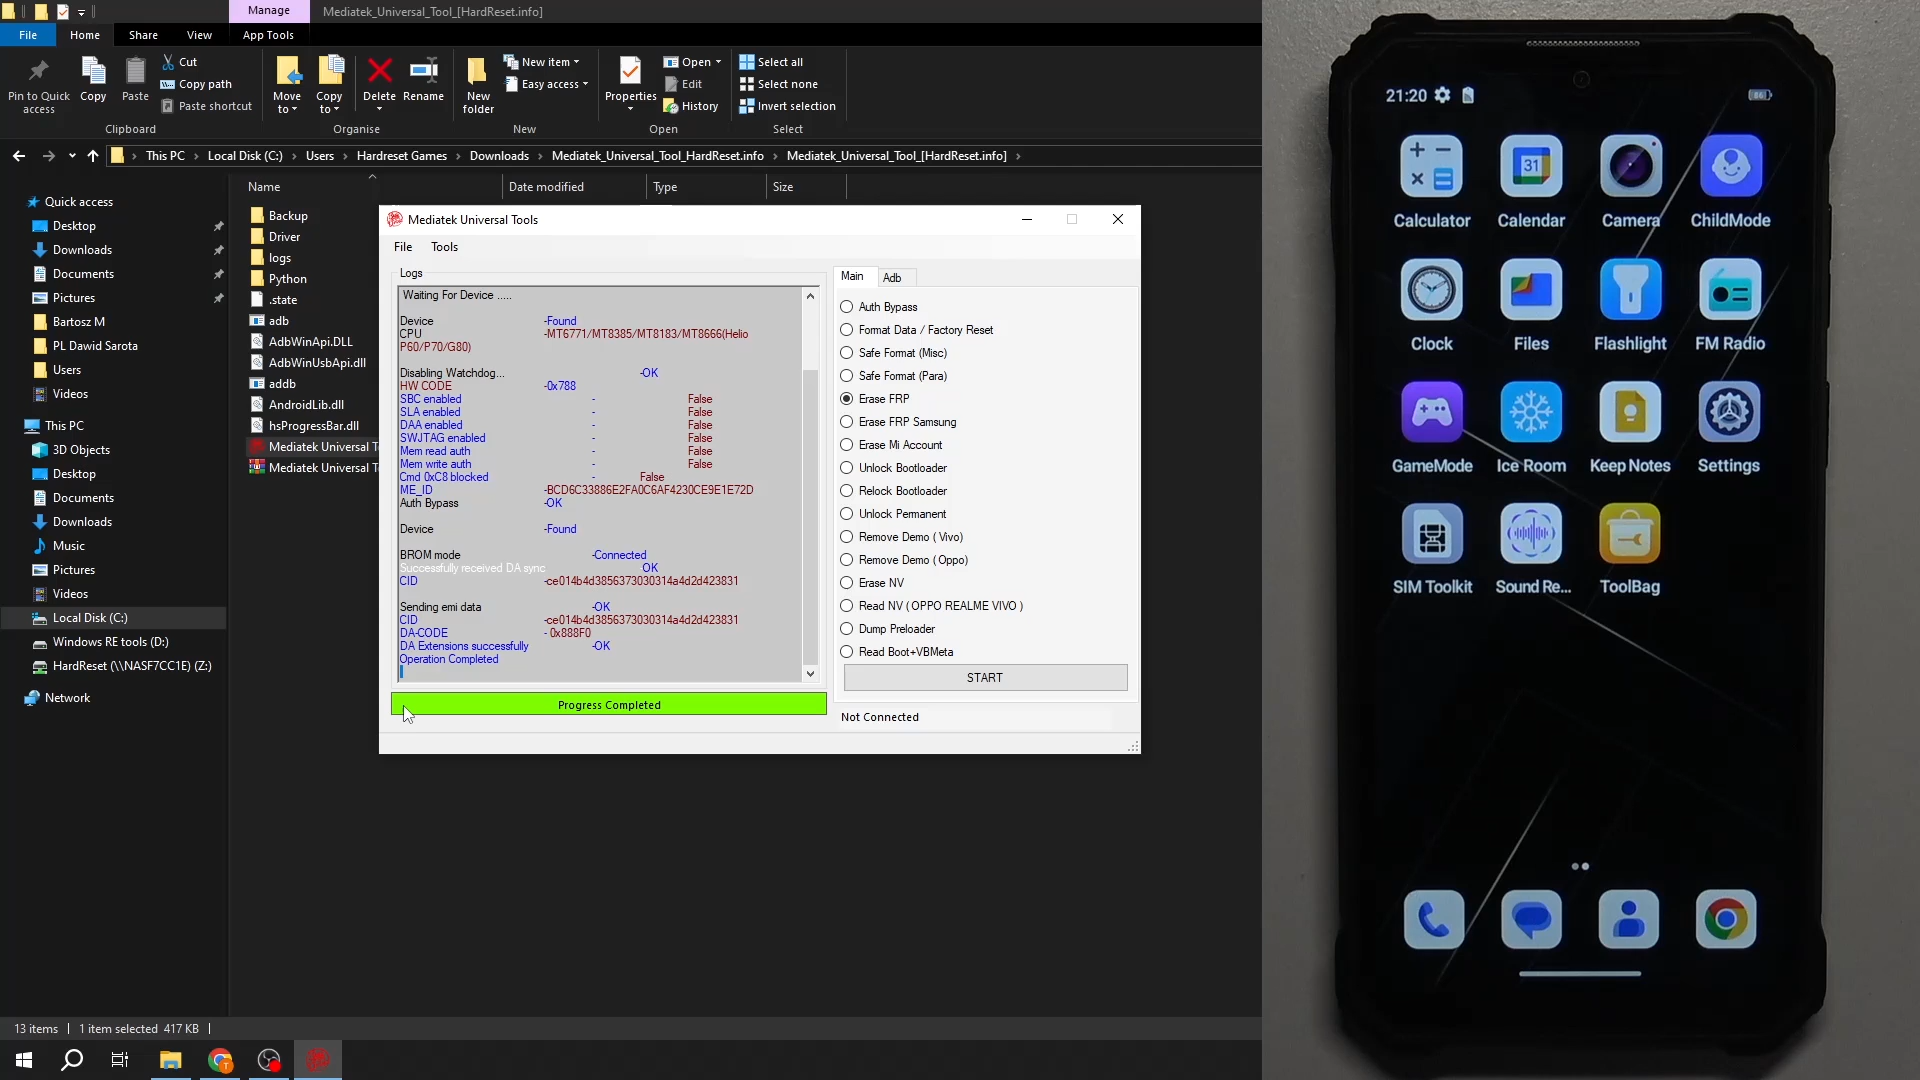 Manage
Mediatek_Universal_Tool_[HardReset.info]
File
Home
Share
View
App Tools
Pin to Quick
access
Copy
Paste
Cut
Copy path
Paste shortcut
Clipboard
Move
to
Copy
to
Delete
Rename
Organise
New
folder
New item
Easy access
New
Properties
Open
Edit
History
Open
Select all
Select none
Invert selection
Select
This PC
Local Disk (C:)
Users
Hardreset Games
Downloads
Mediatek_Universal_Tool_HardReset.info
Mediatek_Universal_Tool_[HardReset.info]
Name
Date modified
Type
Size
Quick access
Desktop
Downloads
Documents
Pictures
Bartosz M
PL Dawid Sarota
Users
Videos
This PC
3D Objects
Desktop
Documents
Downloads
Music
Pictures
Videos
Local Disk (C:)
Windows RE tools (D:)
HardReset (\\NASF7CC1E) (Z:)
Network
Backup
Driver
logs
Python
.state
adb
AdbWinApi.DLL
AdbWinUsbApi.dll
addb
AndroidLib.dll
hsProgressBar.dll
Mediatek Universal T
Mediatek Universal T
Mediatek Universal Tools
File
Tools
Logs
Waiting For Device .....
Device -Found
CPU -MT6771/MT8385/MT8183/MT8666(Helio
P60/P70/G80)
Disabling Watchdog... -OK
HW CODE -0x788
SBC enabled - False
SLA enabled - False
DAA enabled - False
SWJTAG enabled - False
Mem read auth - False
Mem write auth - False
Cmd 0xC8 blocked False
ME_ID -BCD6C33886E2FA0C6AF4230CE9E1E72D
Auth Bypass -OK
Device -Found
BROM mode -Connected
Successfully received DA sync OK
CID -ce014b4d3856373030314a4d2d423831
Sending emi data -OK
CID -ce014b4d3856373030314a4d2d423831
DA-CODE - 0x888F0
DA Extensions successfully -OK
Operation Completed
Progress Completed
Main
Adb
Auth Bypass
Format Data / Factory Reset
Safe Format (Misc)
Safe Format (Para)
Erase FRP
Erase FRP Samsung
Erase Mi Account
Unlock Bootloader
Relock Bootloader
Unlock Permanent
Remove Demo ( Vivo)
Remove Demo ( Oppo)
Erase NV
Read NV ( OPPO REALME VIVO )
Dump Preloader
Read Boot+VBMeta
START
Not Connected
13 items
1 item selected 417 KB
21:20
86
31
Calculator
Calendar
Camera
ChildMode
Clock
Files
Flashlight
FM Radio
GameMode
Ice Room
Keep Notes
Settings
SIM Toolkit
Sound Re...
ToolBag